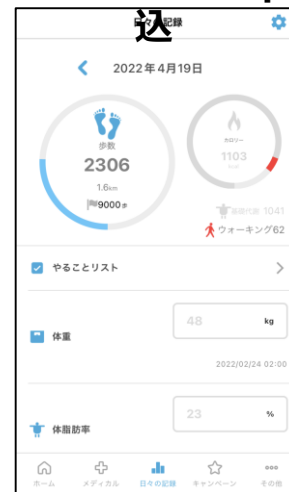 込
日々の記録
2022年4月19日
歩数
2306
1.6km
9000歩
カロリー
1103
kcal
基礎代謝 1041
ウォーキング62
やることリスト
体重
48 kg
2022/02/24 02:00
体脂肪率
23 %
ホーム メディカル 日々の記録 キャンペーン その他